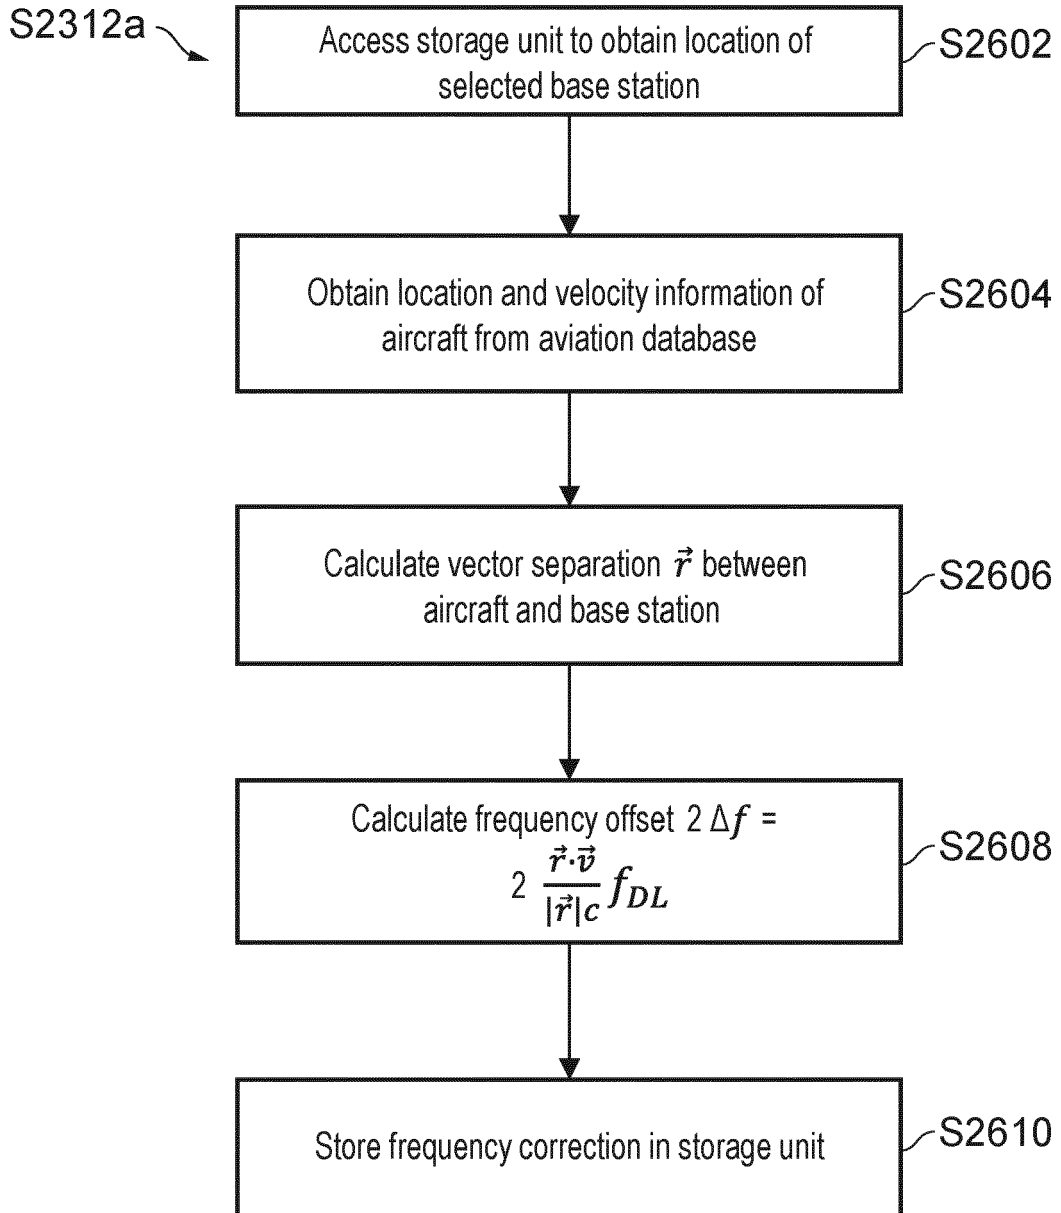 S2312a
Access storage unit to obtain location of
selected base station
S2602
Obtain location and velocity information of
aircraft from aviation database
S2604
Calculate vector separation r⃗ between
aircraft and base station
S2606
Calculate frequency offset 2 Δf =
2 r⃗·v⃗ / |r⃗|c f_DL
S2608
Store frequency correction in storage unit
S2610